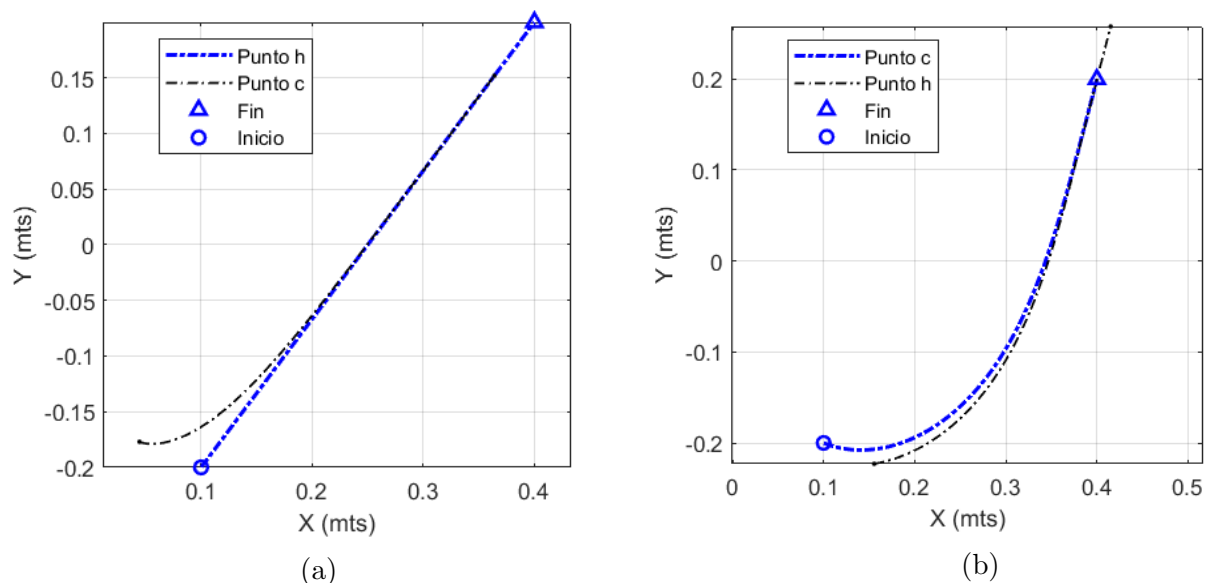 Punto h
Punto c
Fin
Inicio
0.15
0.1
0.05
0
-0.05
-0.1
-0.15
-0.2
0.1
0.2
0.3
0.4
Y (mts)
X (mts)
(a)
Punto c
Punto h
Fin
Inicio
0.2
0.1
0
-0.1
-0.2
0
0.1
0.2
0.3
0.4
0.5
Y (mts)
X (mts)
(b)